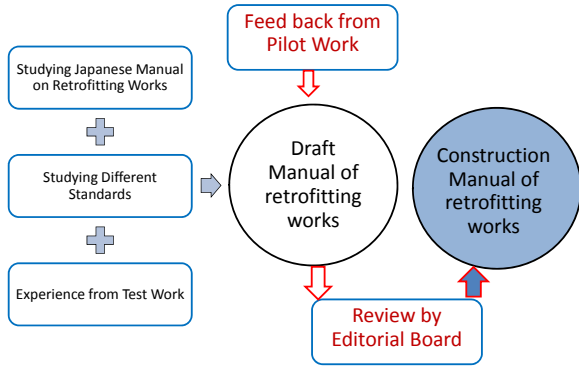 Feed back from
Pilot Work
Studying Japanese Manual
on Retrofitting Works
Studying Different
Standards
Experience from Test Work
Draft
Manual of
retrofitting
works
Construction
Manual of
retrofitting
works
Review by
Editorial Board